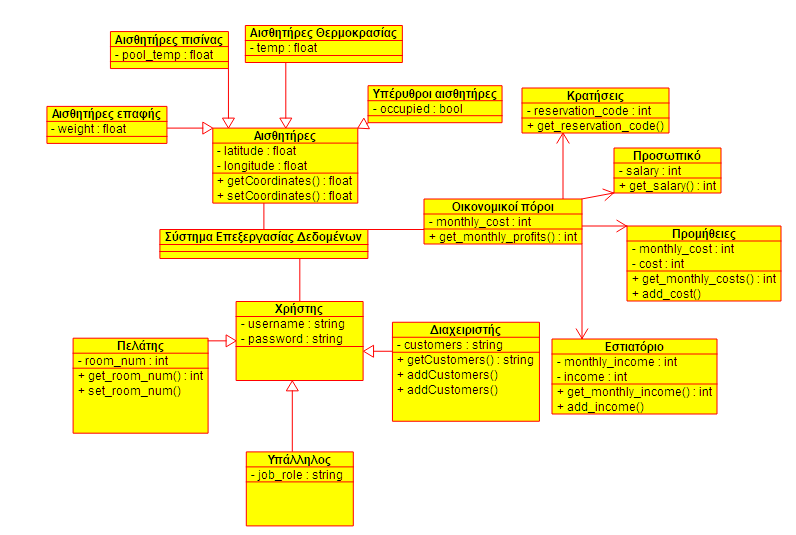 Αισθητήρες πισίνας
- pool_temp : float
Αισθητήρες Θερμοκρασίας
- temp : float
Αισθητήρες επαφής
- weight : float
Υπέρυθροι αισθητήρες
- occupied : bool
Κρατήσεις
- reservation_code : int
+ get_reservation_code()
Αισθητήρες
- latitude : float
- longitude : float
+ getCoordinates() : float
+ setCoordinates() : float
Προσωπικό
- salary : int
+ get_salary() : int
Οικονομικοί πόροι
- monthly_cost : int
+ get_monthly_profits() : int
Σύστημα Επεξεργασίας Δεδομένων
Προμήθειες
- monthly_cost : int
- cost : int
+ get_monthly_costs() : int
+ add_cost()
Χρήστης
- username : string
- password : string
Πελάτης
- room_num : int
+ get_room_num() : int
+ set_room_num()
Διαχειριστής
- customers : string
+ getCustomers() : string
+ addCustomers()
+ addCustomers()
Εστιατόριο
- monthly_income : int
- income : int
+ get_monthly_income() : int
+ add_income()
Υπάλληλος
- job_role : string